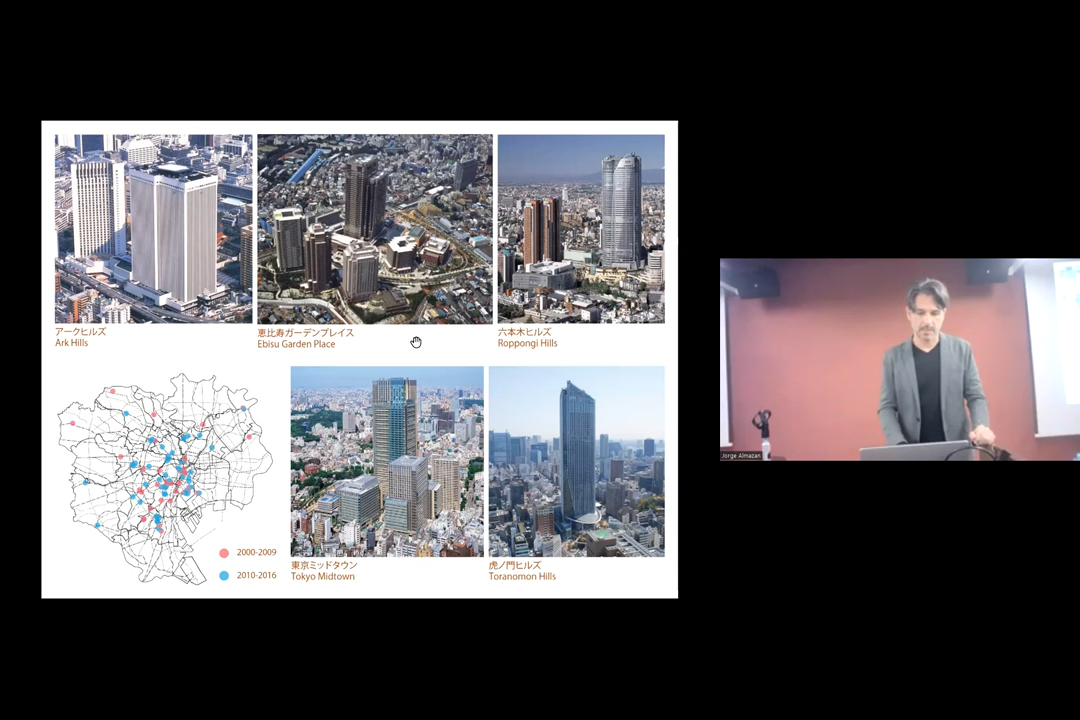 アークヒルズ
Ark Hills
恵比寿ガーデンプレイス
Ebisu Garden Place
六本木ヒルズ
Roppongi Hills
2000-2009
2010-2016
東京ミッドタウン
Tokyo Midtown
虎ノ門ヒルズ
Toranomon Hills
Jorge Almazan